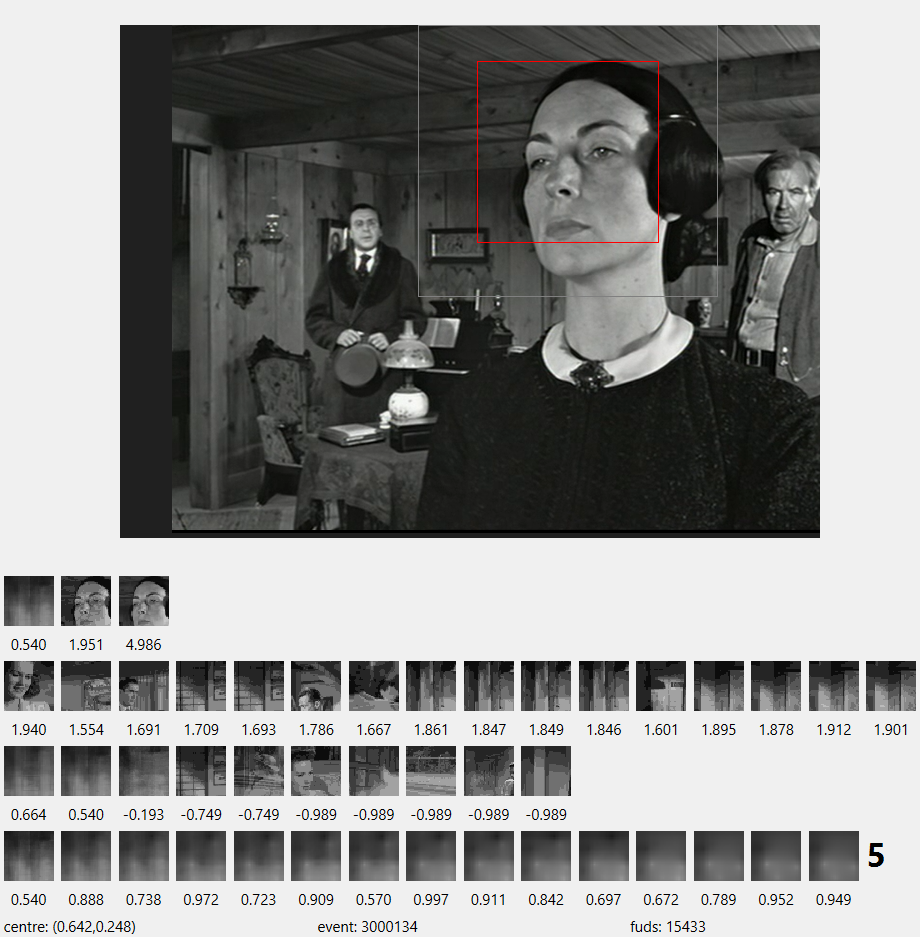 0.540 1.951 4.986
1.940 1.554 1.691 1.709 1.693 1.786 1.667 1.861 1.847 1.849 1.846 1.601 1.895 1.878 1.912 1.901
0.664 0.540 -0.193 -0.749 -0.749 -0.989 -0.989 -0.989 -0.989 -0.989
5
0.540 0.888 0.738 0.972 0.723 0.909 0.570 0.997 0.911 0.842 0.697 0.672 0.789 0.952 0.949
centre: (0.642,0.248) event: 3000134 fuds: 15433